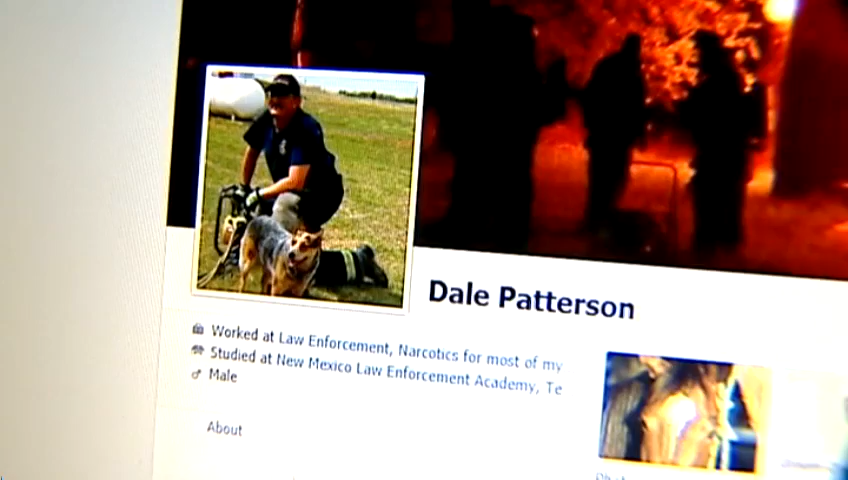 Dale Patterson
Worked at Law Enforcement, Narcotics for most of my
Studied at New Mexico Law Enforcement Academy, Te
Male
About